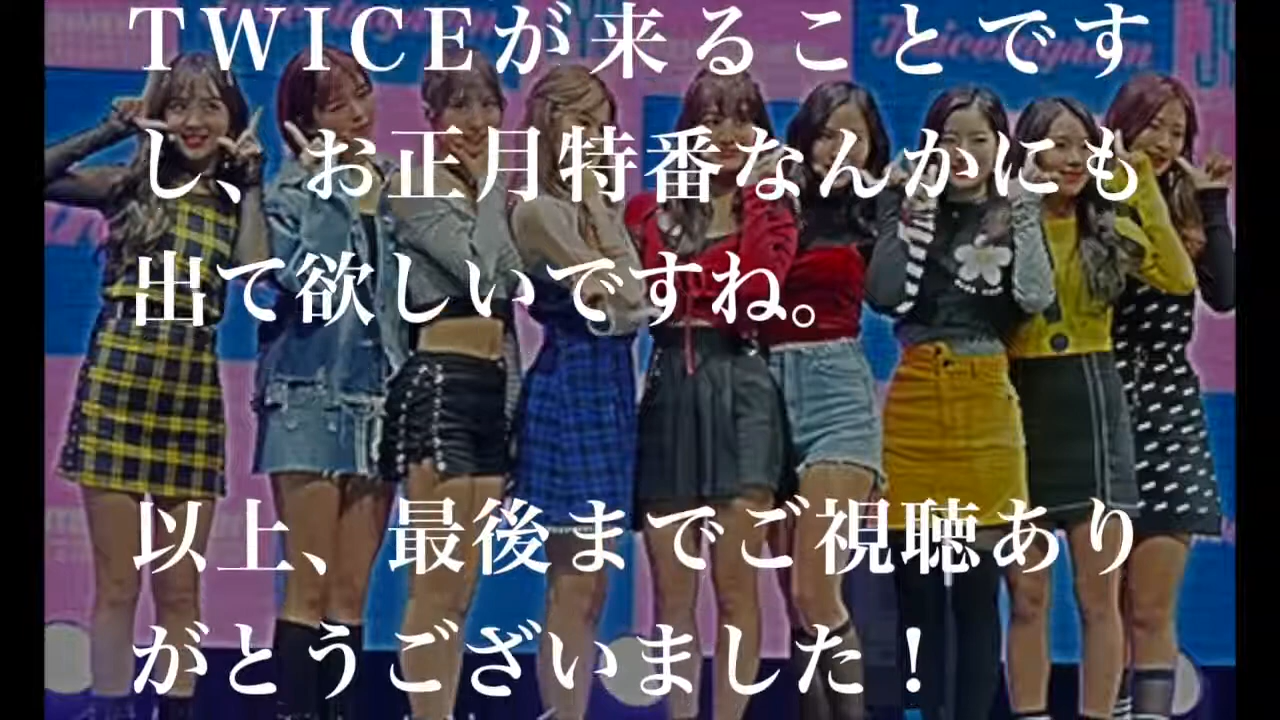 TWICEが来ることです
し、お正月特番なんかにも
出て欲しいですね。
以上、最後までご視聴あり
がとうございました！